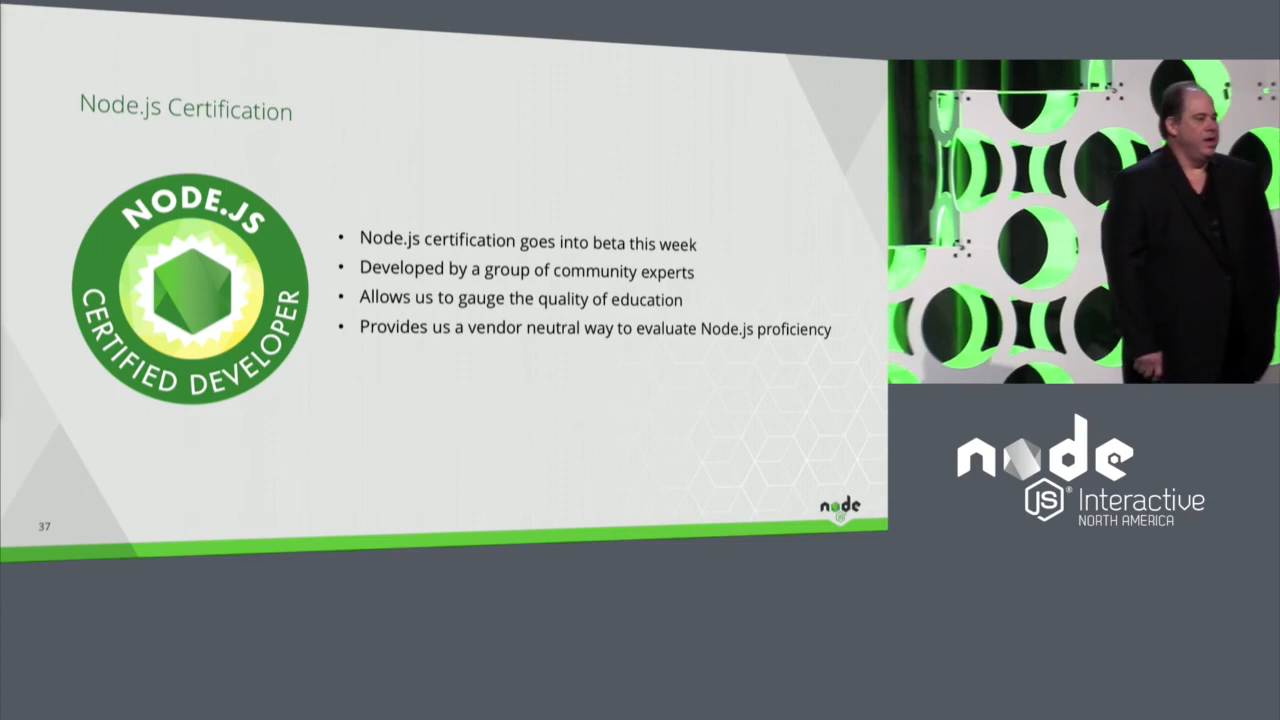 Node.js Certification
NODE.JS
CERTIFIED DEVELOPER
• Node.js certification goes into beta this week
• Developed by a group of community experts
• Allows us to gauge the quality of education
• Provides us a vendor neutral way to evaluate Node.js proficiency
37
node
JS
node
JS®
Interactive
NORTH AMERICA